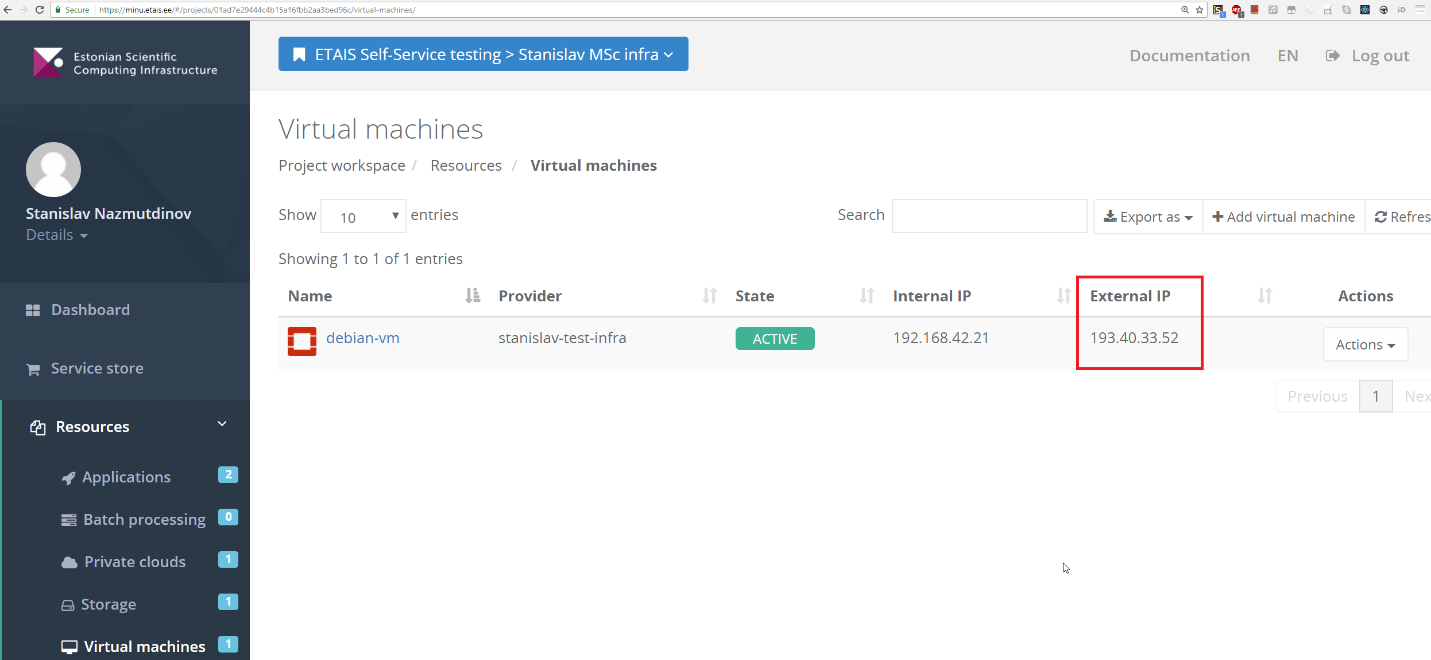 Secure https://minu.etais.ee/#/projects/01ad7e29444c4b15a16fbb2aa3bed96c/virtual-machines/
Estonian Scientific
Computing Infrastructure
ETAIS Self-Service testing > Stanislav MSc infra
Documentation EN Log out
Stanislav Nazmutdinov
Details
Dashboard
Service store
Resources
Applications 2
Batch processing 0
Private clouds 1
Storage 1
Virtual machines 1
Virtual machines
Project workspace / Resources / Virtual machines
Show 10 entries
Search
Export as
Add virtual machine
Refres
Showing 1 to 1 of 1 entries
Name Provider State Internal IP External IP Actions
debian-vm stanislav-test-infra ACTIVE 192.168.42.21 193.40.33.52 Actions
Previous 1 Nex